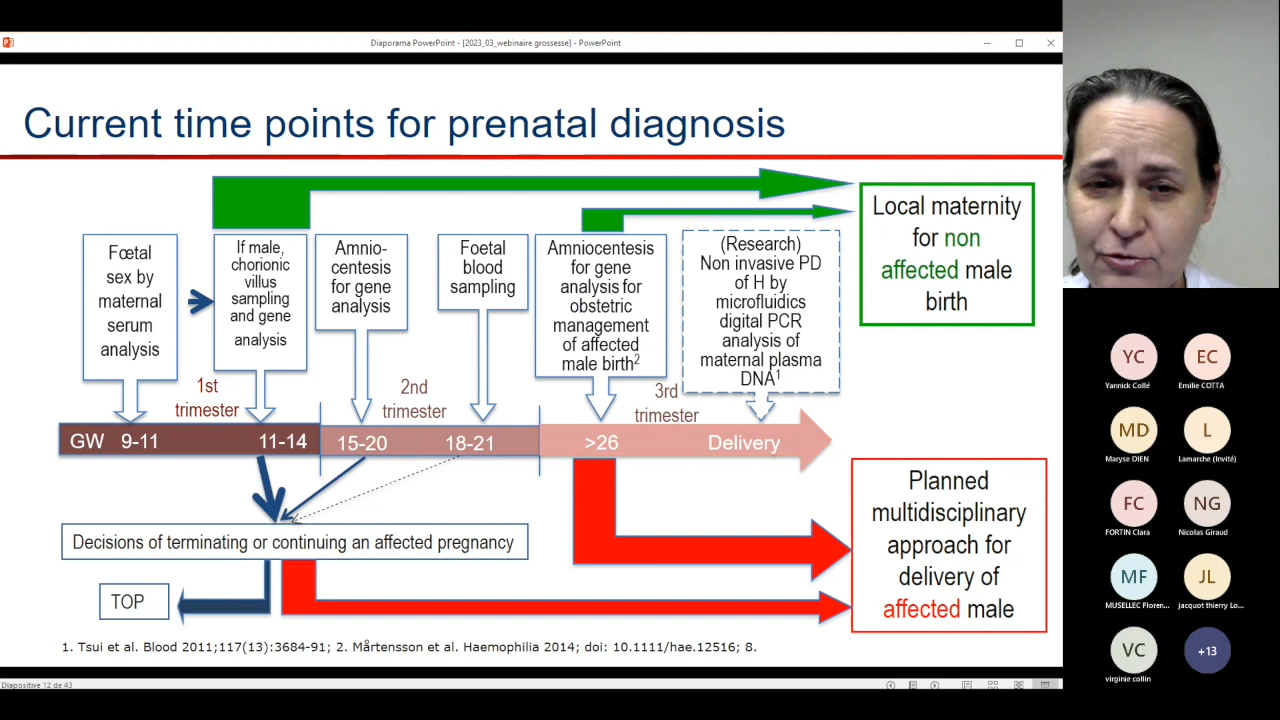 Diaporama PowerPoint - [2023_03_webinaire grossesse] - PowerPoint
Current time points for prenatal diagnosis
Fœtal
sex by
maternal
serum
analysis
If male,
chorionic
villus
sampling
and gene
analysis
Amnio-
centesis
for gene
analysis
Foetal
blood
sampling
Amniocentesis
for gene
analysis for
obstetric
management
of affected
male birth2
(Research)
Non invasive PD
of H by
microfluidics
digital PCR
analysis of
maternal plasma
DNA1
Local maternity
for non
affected male
birth
1st
trimester
2nd
trimester
3rd
trimester
GW 9-11 11-14 15-20 18-21 >26 Delivery
Decisions of terminating or continuing an affected pregnancy
TOP
Planned
multidisciplinary
approach for
delivery of
affected male
1. Tsui et al. Blood 2011;117(13):3684-91; 2. Mårtensson et al. Haemophilia 2014; doi: 10.1111/hae.12516; 8.
Diapositive 12 de 43
YC
Yannick Collé
EC
Emilie COTTA
MD
Maryse DIEN
L
Lamarche (Invité)
FC
FORTIN Clara
NG
Nicolas Giraud
MF
MUSELLEC Floren...
JL
jacquot thierry Lo...
VC
virginie collin
+13